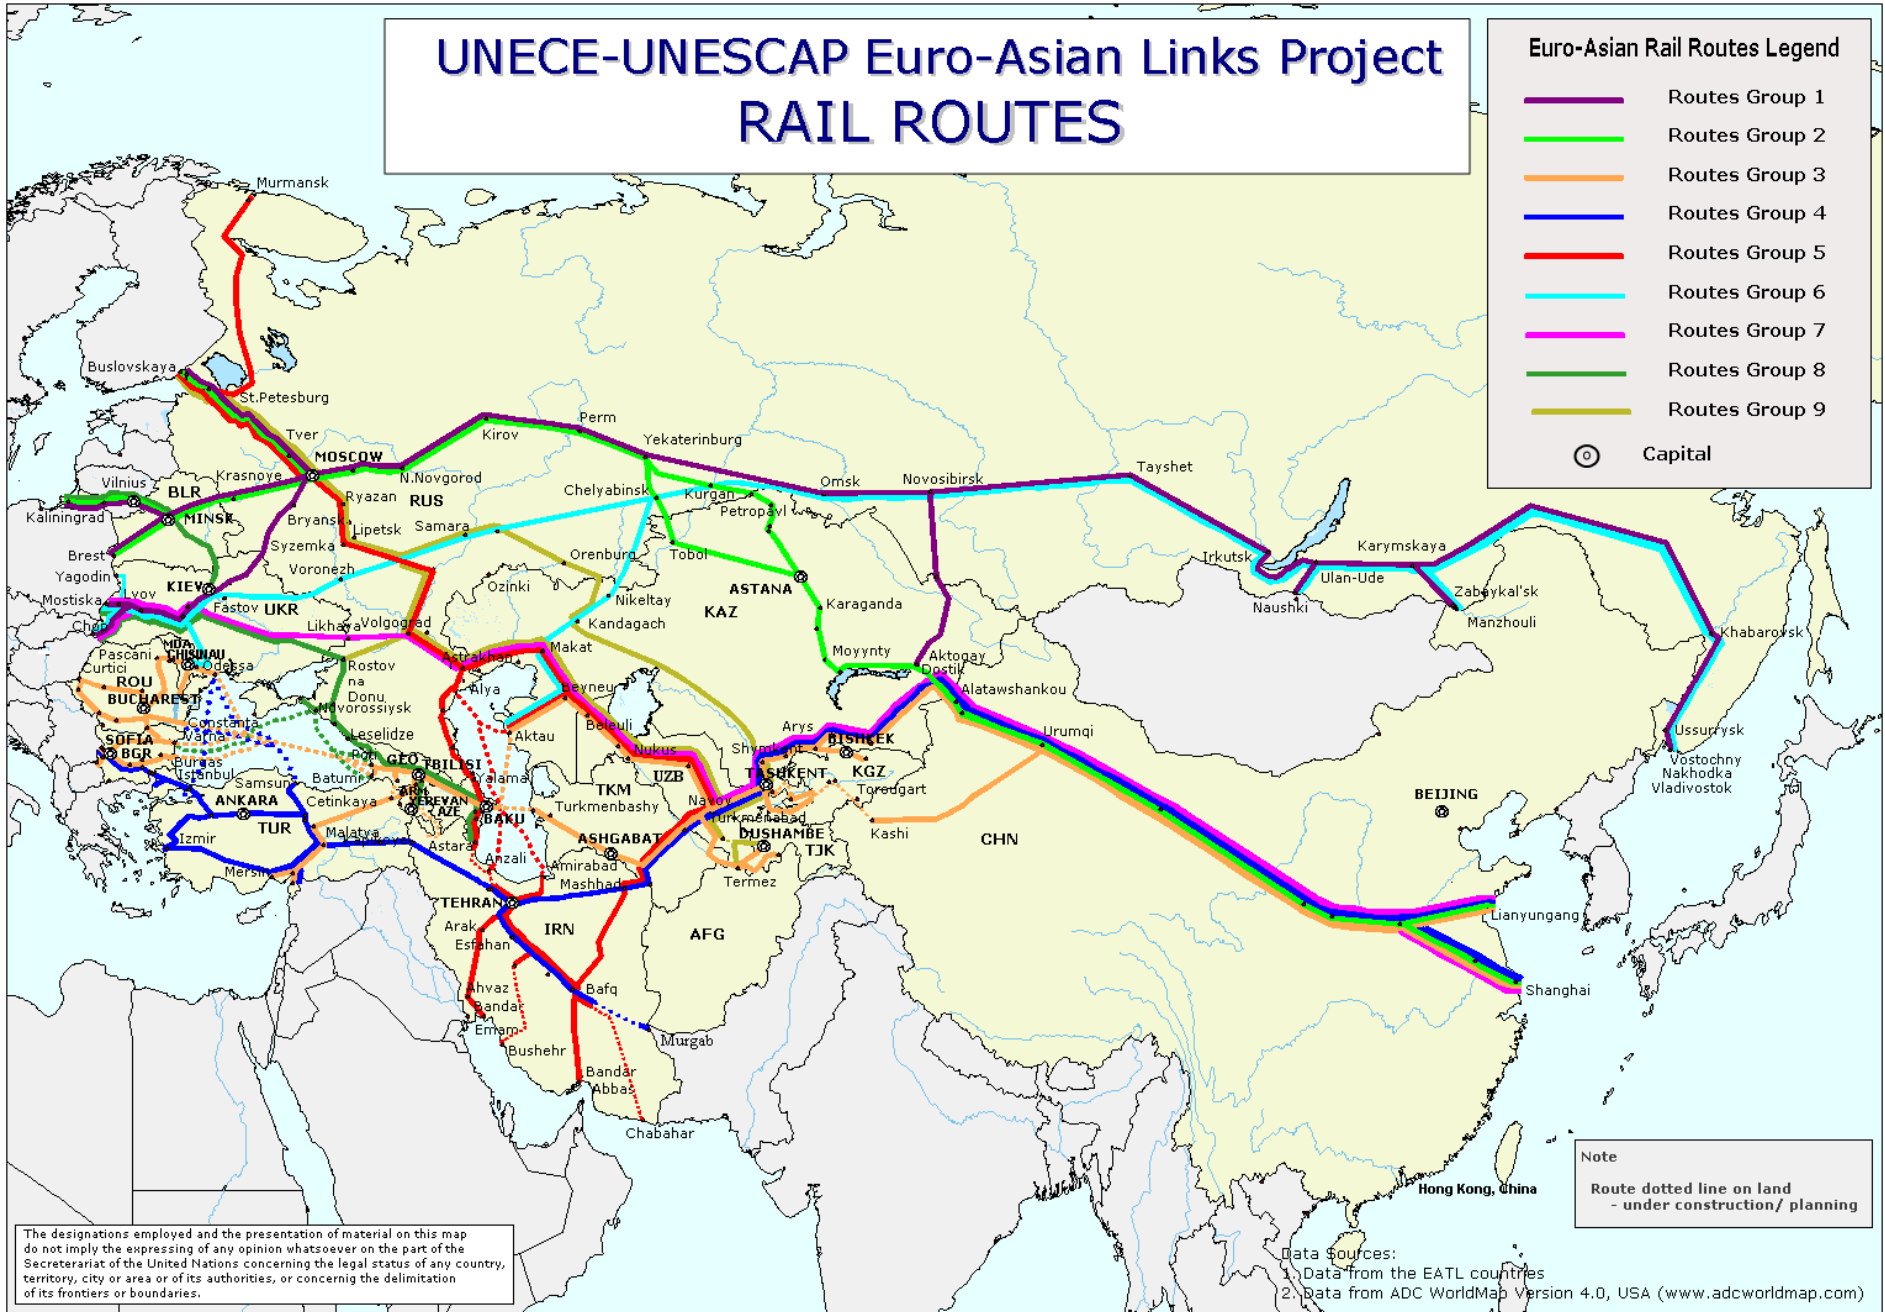 UNECE-UNESCAP Euro-Asian Links Project
RAIL ROUTES
Euro-Asian Rail Routes Legend
Routes Group 1
Routes Group 2
Routes Group 3
Routes Group 4
Routes Group 5
Routes Group 6
Routes Group 7
Routes Group 8
Routes Group 9
Capital
Murmansk
Buslovskaya
St.Petesburg
Tver
MOSCOW
Kirov
Perm
Yekaterinburg
N.Novgorod
Krasnoye
Vilnius
BLR
RUS
Ryazan
Chelyabinsk
Kurgan
Omsk
Novosibirsk
Tayshet
Kaliningrad
MINSK
Bryansk
Lipetsk
Samara
Petropavl
Syzemka
Brest
Yagodin
Voronezh
Orenburg
Tobol
Irkutsk
Karymskaya
Ulan-Ude
Zabaykal'sk
Naushki
Manzhouli
KIEV
Ozinki
ASTANA
Mostiska
Lvov
Fastov
UKR
Nikeltay
KAZ
Karaganda
Chop
Likhaya
Volgograd
Kandagach
Khabarovsk
MDA
CHISINAU
Pascani
Curtici
Odessa
Rostov
na
Donu
Astrakhan
Makat
Moyynty
Aktogay
Dostik
Alatawshankou
ROU
BUCHAREST
Alya
Beyneu
Novorossiysk
Constanta
Belauli
Arys
Urumqi
Ussurrysk
SOFIA
BGR
Varna
Burgas
Leselidze
Aktau
Nukus
Shymkent
BISHKEK
KGZ
Vostochny
Nakhodka
Vladivostok
Istanbul
Poti
GEO
TBILISI
Batumi
Yalama
UZB
TASHKENT
Torougart
Samsun
ANKARA
Cetinkaya
ARM
YEREVAN
AZE
BAKU
TKM
Turkmenbashy
Navoy
Turkmenabad
Kashi
BEIJING
TUR
Izmir
Malatya
Kapikoy
Astara
ASHGABAT
DUSHAMBE
TJK
CHN
Mersin
Anzali
Amirabad
Mashhad
Termez
TEHRAN
IRN
Arak
Esfahan
AFG
Lianyungang
Ahvaz
Bandar
Emam
Bafq
Shanghai
Bushehr
Murgab
Bandar
Abbas
Chabahar
Hong Kong, China
Note
Route dotted line on land
- under construction/ planning
The designations employed and the presentation of material on this map
do not imply the expressing of any opinion whatsoever on the part of the
Secreterariat of the United Nations concerning the legal status of any country,
territory, city or area or of its authorities, or concernig the delimitation
of its frontiers or boundaries.
Data Sources:
1. Data from the EATL countries
2. Data from ADC WorldMap Version 4.0, USA (www.adcworldmap.com)